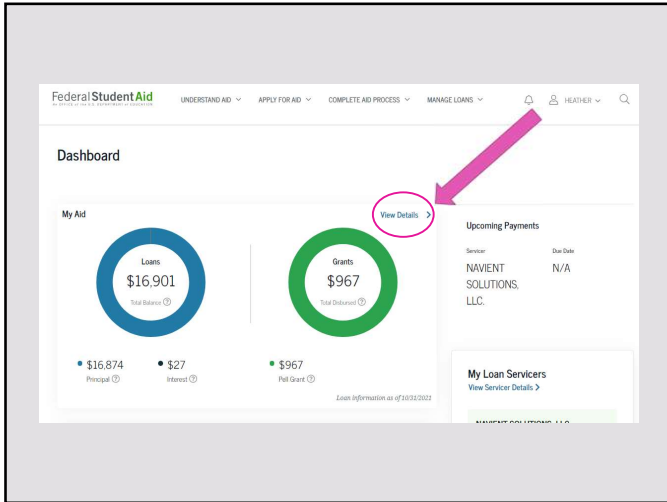 Federal Student Aid
An OFFICE of the U.S. DEPARTMENT of EDUCATION
UNDERSTAND AID
APPLY FOR AID
COMPLETE AID PROCESS
MANAGE LOANS
HEATHER
Dashboard
My Aid
View Details >
Loans
$16,901
Total Balance ?
Grants
$967
Total Disbursed ?
• $16,874
Principal ?
• $27
Interest ?
• $967
Pell Grant ?
Loan information as of 10/31/2021
Upcoming Payments
Servicer
Due Date
NAVIENT
SOLUTIONS,
LLC.
N/A
My Loan Servicers
View Servicer Details >
NAVIENT SOLUTIONS, LLC.